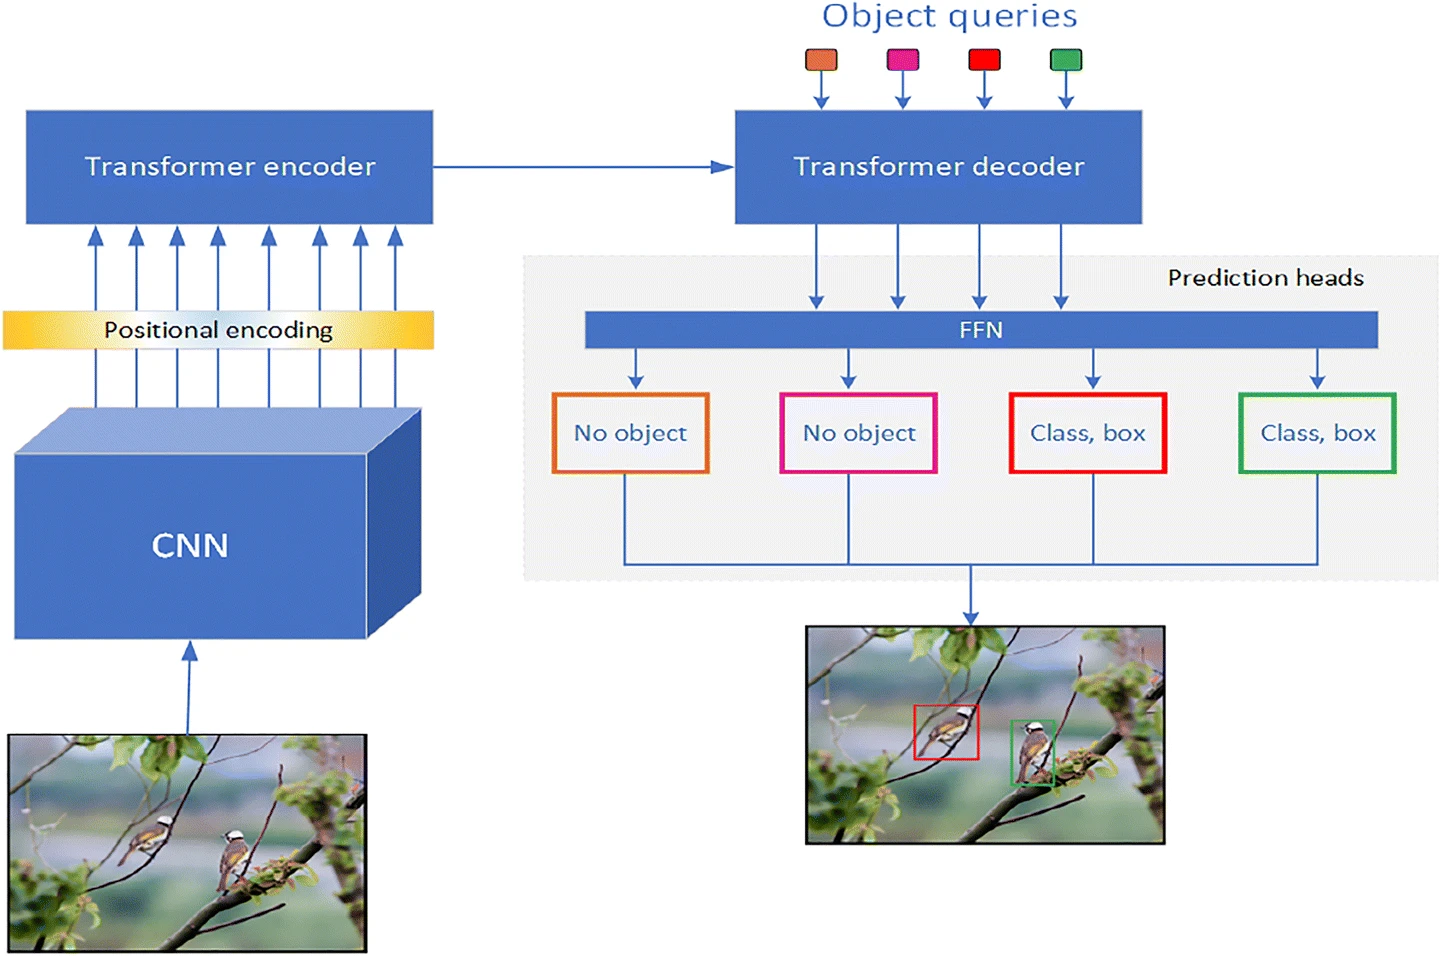 Object queries
Transformer encoder
Transformer decoder
Prediction heads
Positional encoding
FFN
No object
No object
Class, box
Class, box
CNN